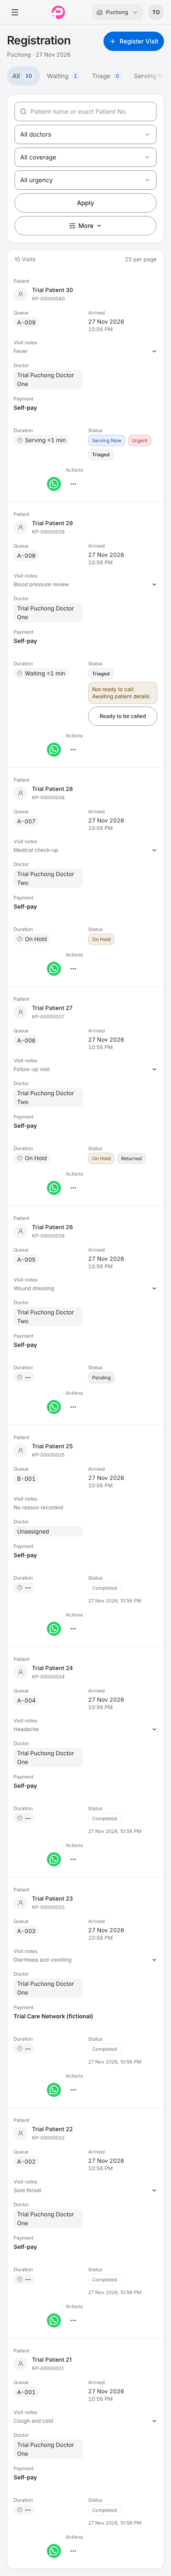 Puchong
TO
Registration
Puchong · 27 Nov 2026
Register Visit
All 10
Waiting 1
Triage 0
Serving
Patient name or exact Patient No.
All doctors
All coverage
All urgency
Apply
More
10 Visits
25 per page
Patient
Trial Patient 30
KP-00000040
Queue
Arrived
A-009
27 Nov 2026
10:56 PM
Visit notes
Fever
Doctor
Trial Puchong Doctor
One
Payment
Self-pay
Duration
Status
Serving <1 min
Serving Now
Urgent
Triaged
Actions
Patient
Trial Patient 29
KP-00000039
Queue
Arrived
A-008
27 Nov 2026
10:56 PM
Visit notes
Blood pressure review
Doctor
Trial Puchong Doctor
One
Payment
Self-pay
Duration
Status
Waiting <1 min
Triaged
Not ready to call:
Awaiting patient details
Ready to be called
Actions
Patient
Trial Patient 28
KP-00000038
Queue
Arrived
A-007
27 Nov 2026
10:56 PM
Visit notes
Medical check-up
Doctor
Trial Puchong Doctor
Two
Payment
Self-pay
Duration
Status
On Hold
On Hold
Actions
Patient
Trial Patient 27
KP-00000037
Queue
Arrived
A-006
27 Nov 2026
10:56 PM
Visit notes
Follow-up visit
Doctor
Trial Puchong Doctor
Two
Payment
Self-pay
Duration
Status
On Hold
On Hold
Returned
Actions
Patient
Trial Patient 26
KP-00000036
Queue
Arrived
A-005
27 Nov 2026
10:56 PM
Visit notes
Wound dressing
Doctor
Trial Puchong Doctor
Two
Payment
Self-pay
Duration
Status
—
Pending
Actions
Patient
Trial Patient 25
KP-00000035
Queue
Arrived
B-001
27 Nov 2026
10:56 PM
Visit notes
No reason recorded
Doctor
Unassigned
Payment
Self-pay
Duration
Status
—
Completed
27 Nov 2026, 10:56 PM
Actions
Patient
Trial Patient 24
KP-00000034
Queue
Arrived
A-004
27 Nov 2026
10:56 PM
Visit notes
Headache
Doctor
Trial Puchong Doctor
One
Payment
Self-pay
Duration
Status
—
Completed
27 Nov 2026, 10:56 PM
Actions
Patient
Trial Patient 23
KP-00000033
Queue
Arrived
A-003
27 Nov 2026
10:56 PM
Visit notes
Diarrhoea and vomiting
Doctor
Trial Puchong Doctor
One
Payment
Trial Care Network (fictional)
Duration
Status
—
Completed
27 Nov 2026, 10:56 PM
Actions
Patient
Trial Patient 22
KP-00000032
Queue
Arrived
A-002
27 Nov 2026
10:56 PM
Visit notes
Sore throat
Doctor
Trial Puchong Doctor
One
Payment
Self-pay
Duration
Status
—
Completed
27 Nov 2026, 10:56 PM
Actions
Patient
Trial Patient 21
KP-00000031
Queue
Arrived
A-001
27 Nov 2026
10:56 PM
Visit notes
Cough and cold
Doctor
Trial Puchong Doctor
One
Payment
Self-pay
Duration
Status
—
Completed
27 Nov 2026, 10:56 PM
Actions